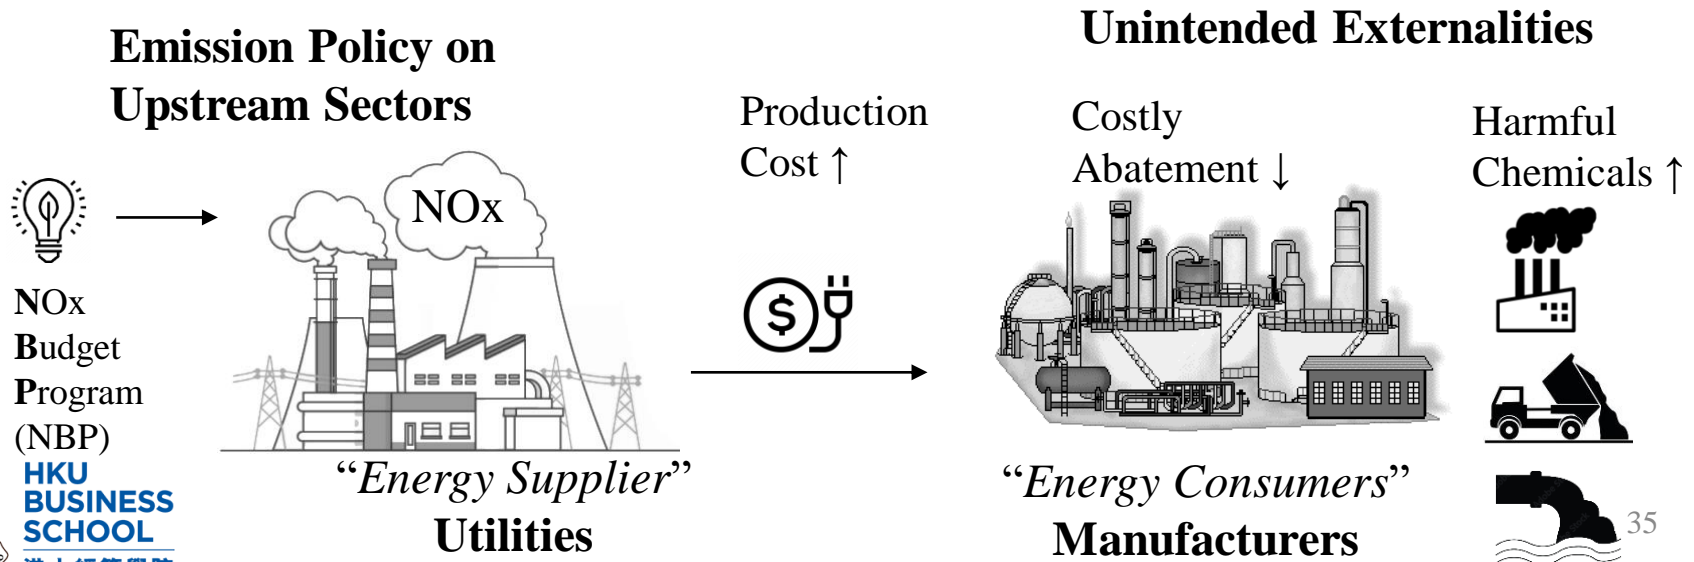 Emission Policy on
Upstream Sectors
Unintended Externalities
Production
Cost ↑
Costly
Abatement ↓
Harmful
Chemicals ↑
NOx
NOx
Budget
Program
(NBP)
$
“Energy Supplier”
Utilities
“Energy Consumers”
Manufacturers
HKU
BUSINESS
SCHOOL
35